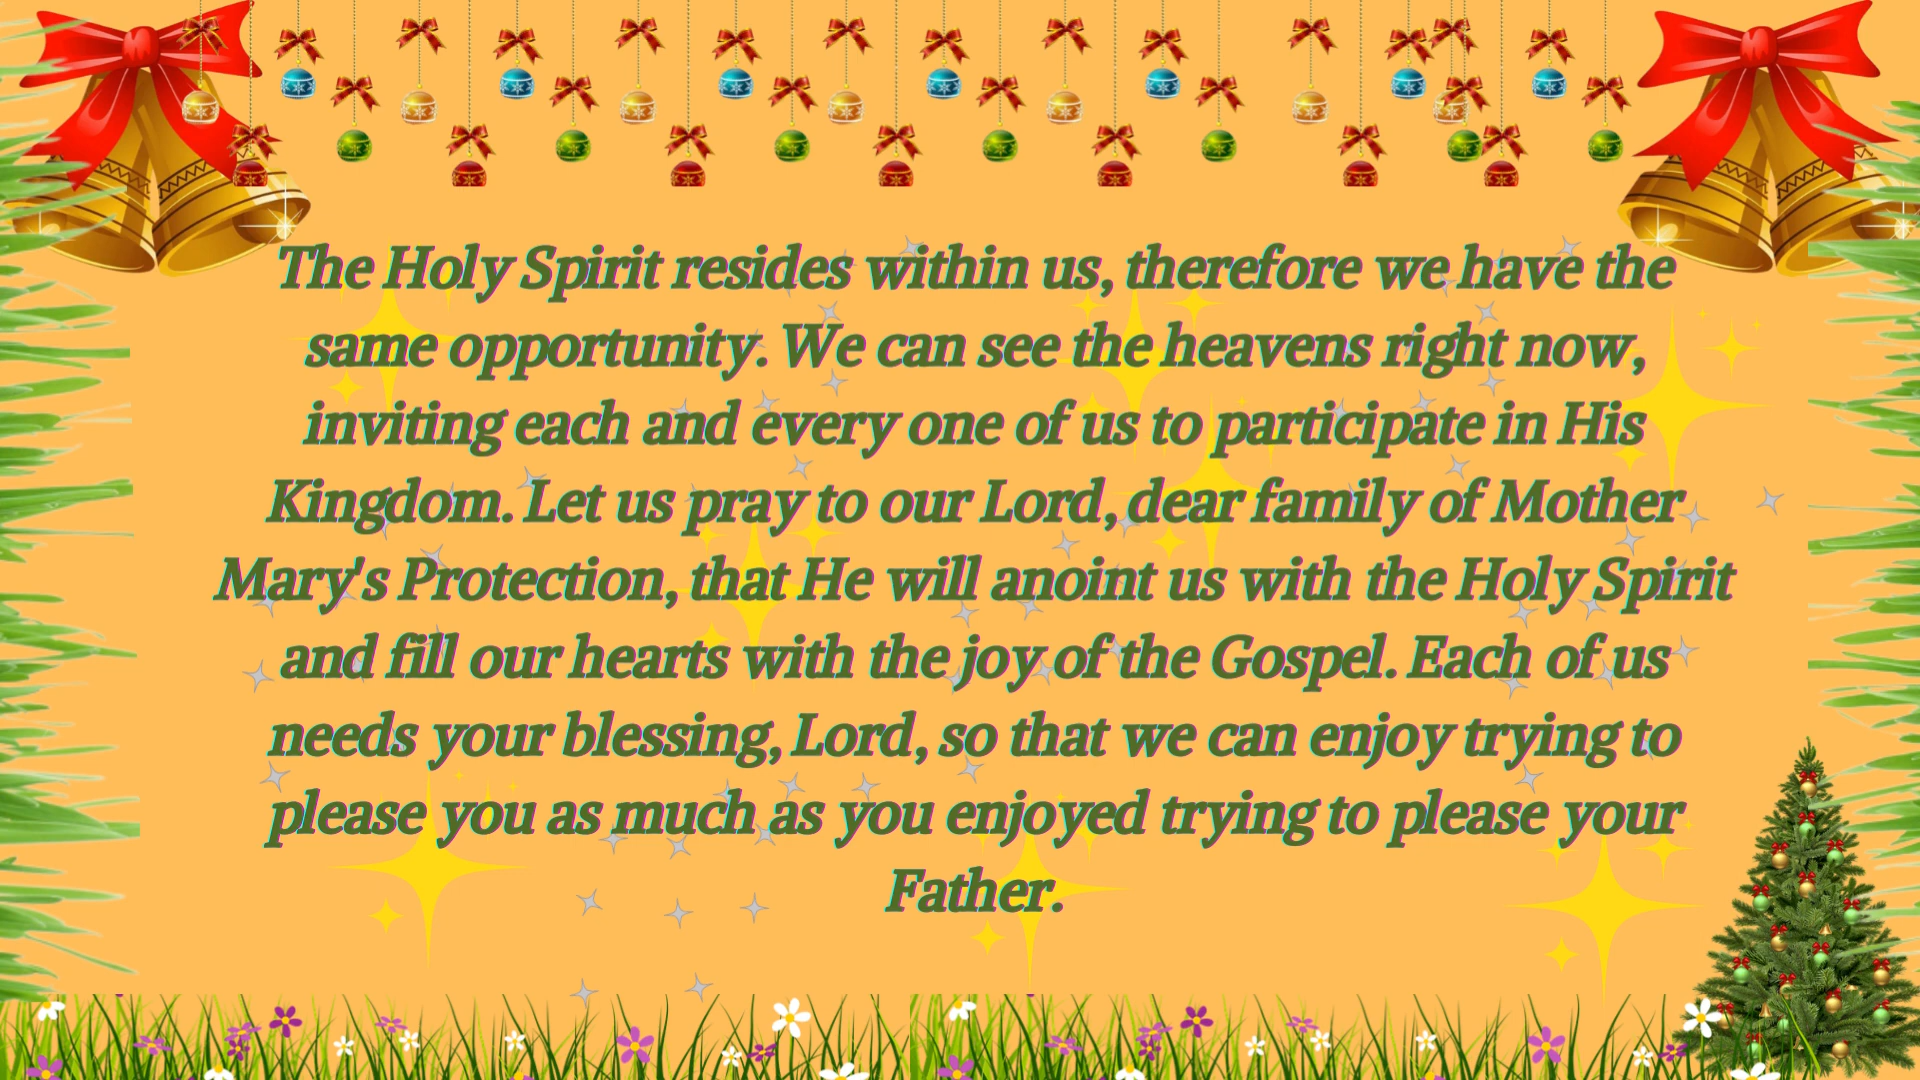 The Holy Spirit resides within us, therefore we have the
same opportunity. We can see the heavens right now,
inviting each and every one of us to participate in His
Kingdom. Let us pray to our Lord, dear family of Mother
Mary's Protection, that He will anoint us with the Holy Spirit
and fill our hearts with the joy of the Gospel. Each of us
needs your blessing, Lord, so that we can enjoy trying to
please you as much as you enjoyed trying to please your
Father.